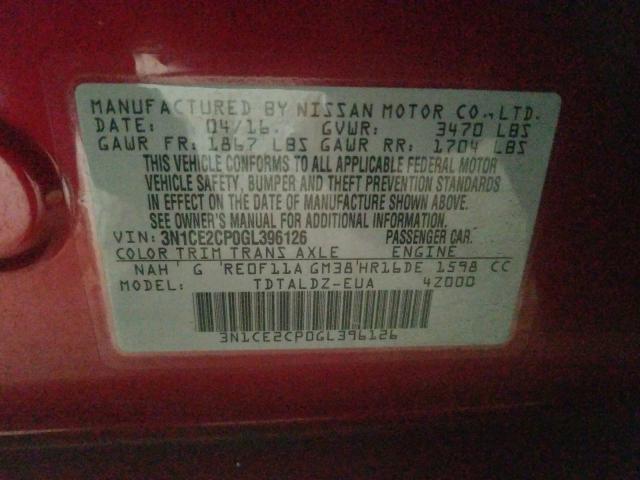 MANUFACTURED BY NISSAN MOTOR CO.,LTD.
DATE: 04/16. GVWR: 3470 LBS
GAWR FR: 1867 LBS GAWR RR: 1704 LBS
THIS VEHICLE CONFORMS TO ALL APPLICABLE FEDERAL MOTOR
VEHICLE SAFETY, BUMPER AND THEFT PREVENTION STANDARDS
IN EFFECT ON THE DATE OF MANUFACTURE SHOWN ABOVE.
SEE OWNER'S MANUAL FOR ADDITIONAL INFORMATION.
VIN: 3N1CE2CP0GL396126 PASSENGER CAR.
COLOR TRIM TRANS AXLE ENGINE
NAH ' G 'RE0F11A GM38'HR16DE 1598 CC
MODEL: TDTALDZ-EUA 4Z000
3N1CE2CP0GL396126